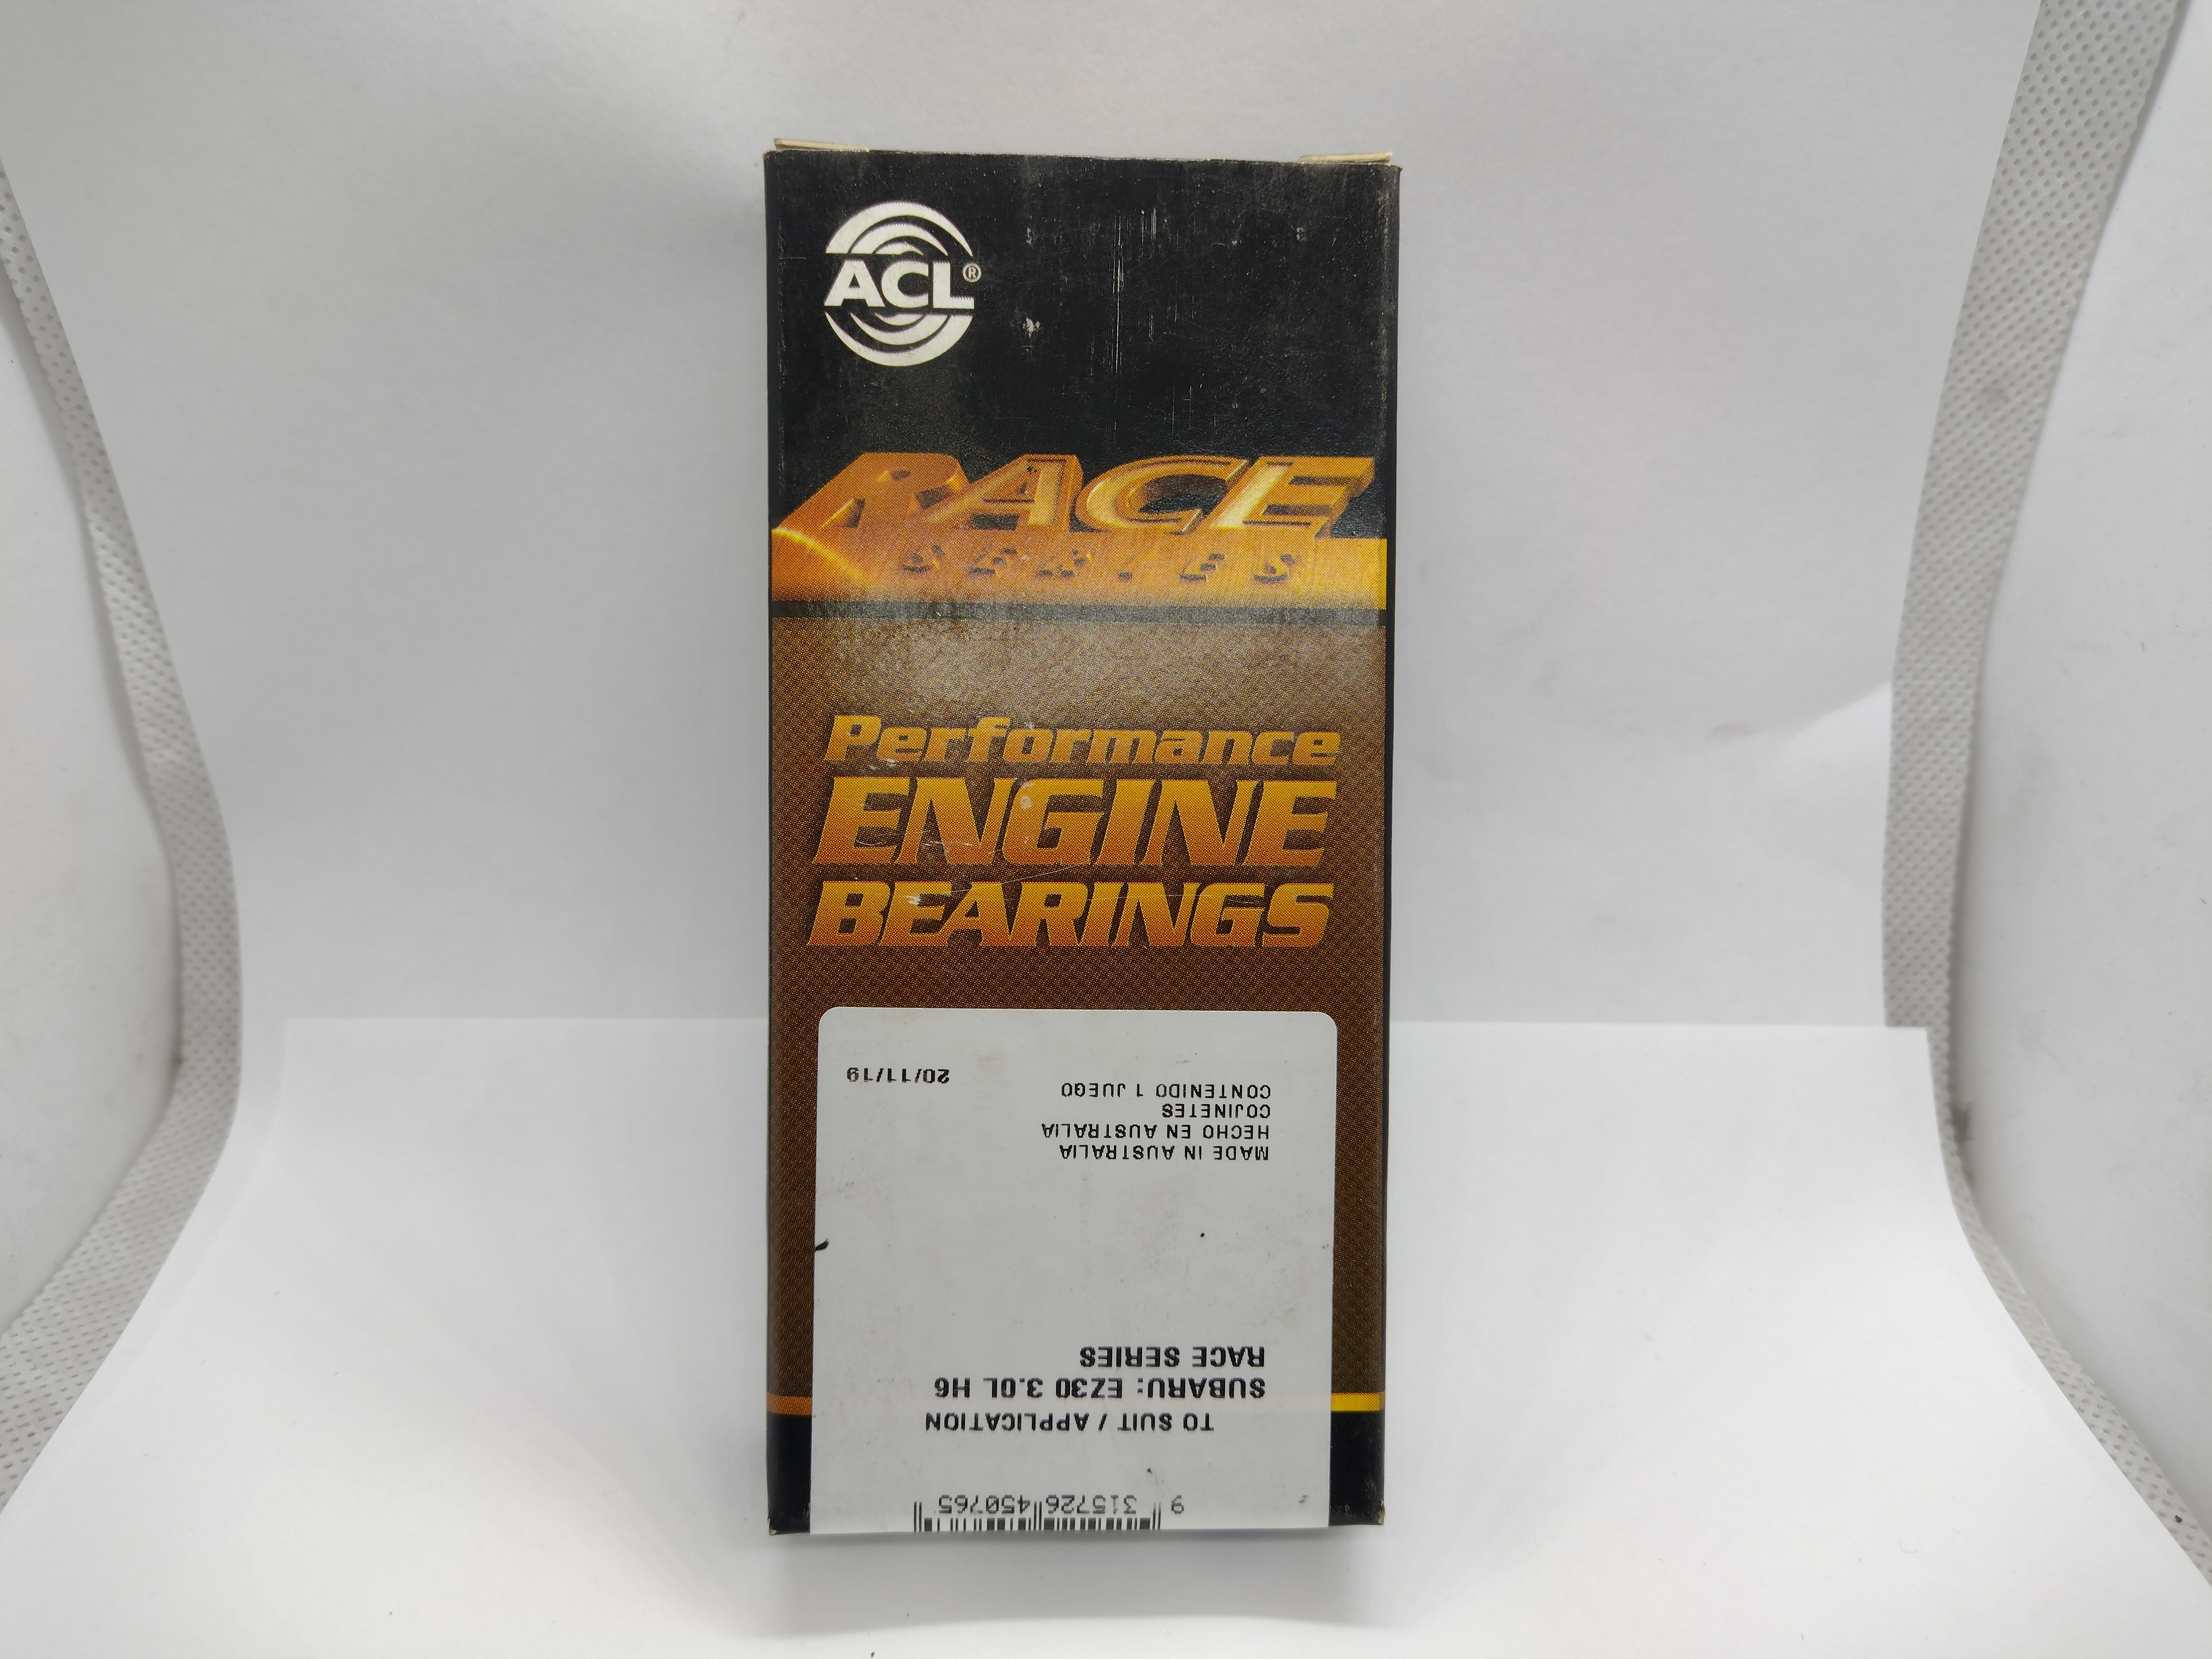 ACL®
RACE
SERIES
Performance
ENGINE
BEARINGS
9 315726 450765
TO SUIT / APPLICATION
SUBARU: EZ30 3.0L H6
RACE SERIES
MADE IN AUSTRALIA
HECHO EN AUSTRALIA
COJINETES
CONTENIDO 1 JUEGO
20/11/19